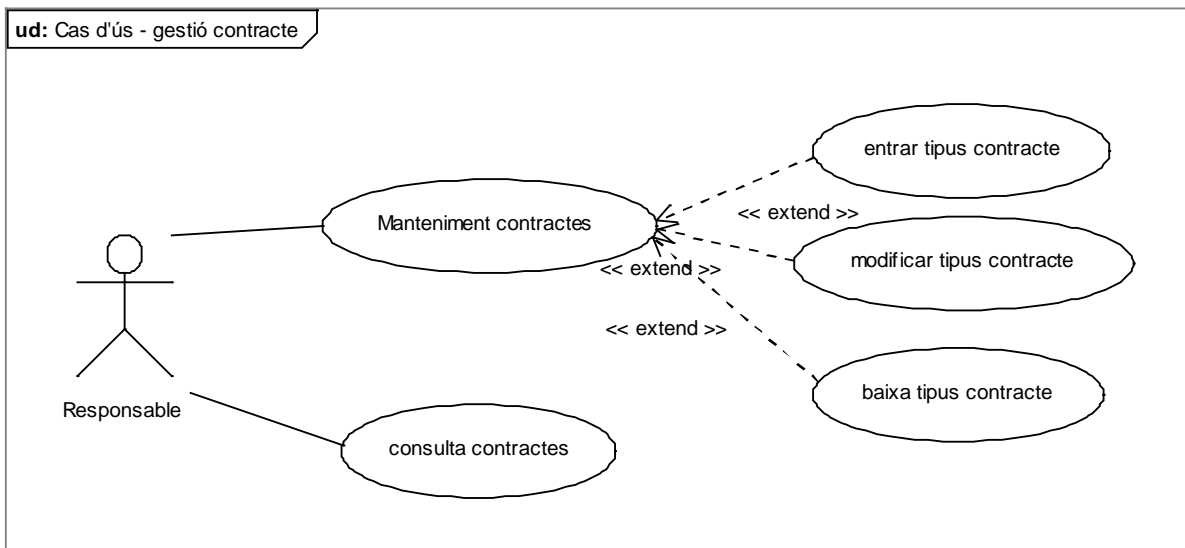 ud: Cas d'ús - gestió contracte
entrar tipus contracte
Manteniment contractes
<< extend >>
modificar tipus contracte
<< extend >>
<< extend >>
baixa tipus contracte
Responsable
consulta contractes